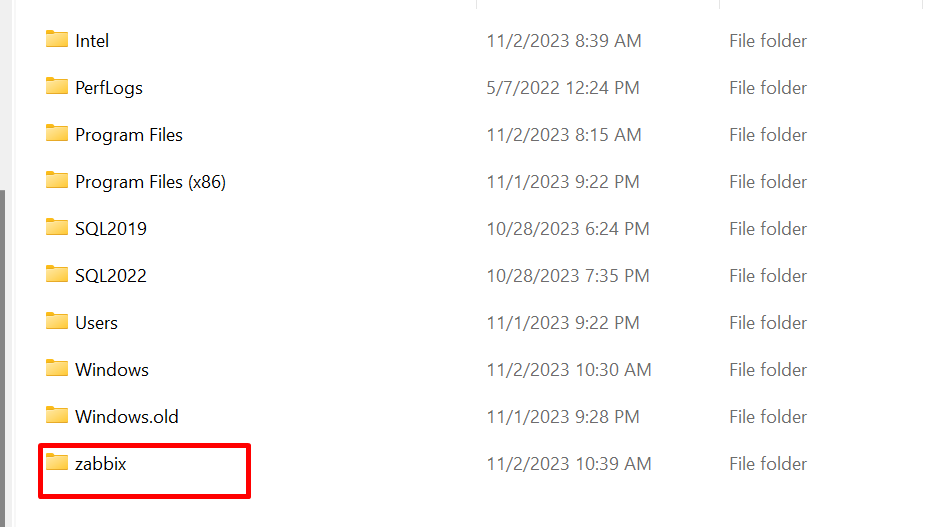 Intel 11/2/2023 8:39 AM File folder
PerfLogs 5/7/2022 12:24 PM File folder
Program Files 11/2/2023 8:15 AM File folder
Program Files (x86) 11/1/2023 9:22 PM File folder
SQL2019 10/28/2023 6:24 PM File folder
SQL2022 10/28/2023 7:35 PM File folder
Users 11/1/2023 9:22 PM File folder
Windows 11/2/2023 10:30 AM File folder
Windows.old 11/1/2023 9:28 PM File folder
zabbix 11/2/2023 10:39 AM File folder